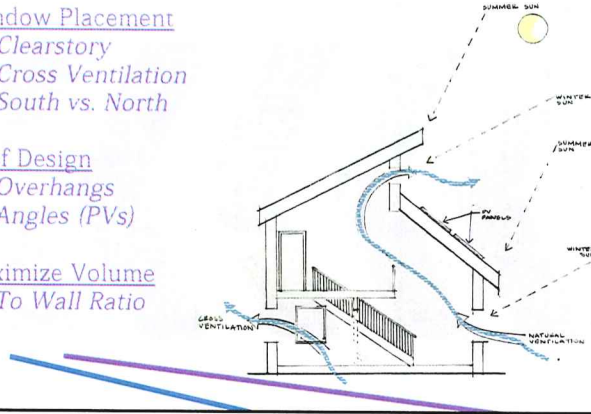 ndow Placement
Clearstory
Cross Ventilation
South vs. North
f Design
Overhangs
Angles (PVs)
ximize Volume
To Wall Ratio
SUMMER SUN
WINTER
SUN
SUMMER
SUN
PV
PANELS
WINTER
SUN
CROSS
VENTILATION
NATURAL
VENTILATION